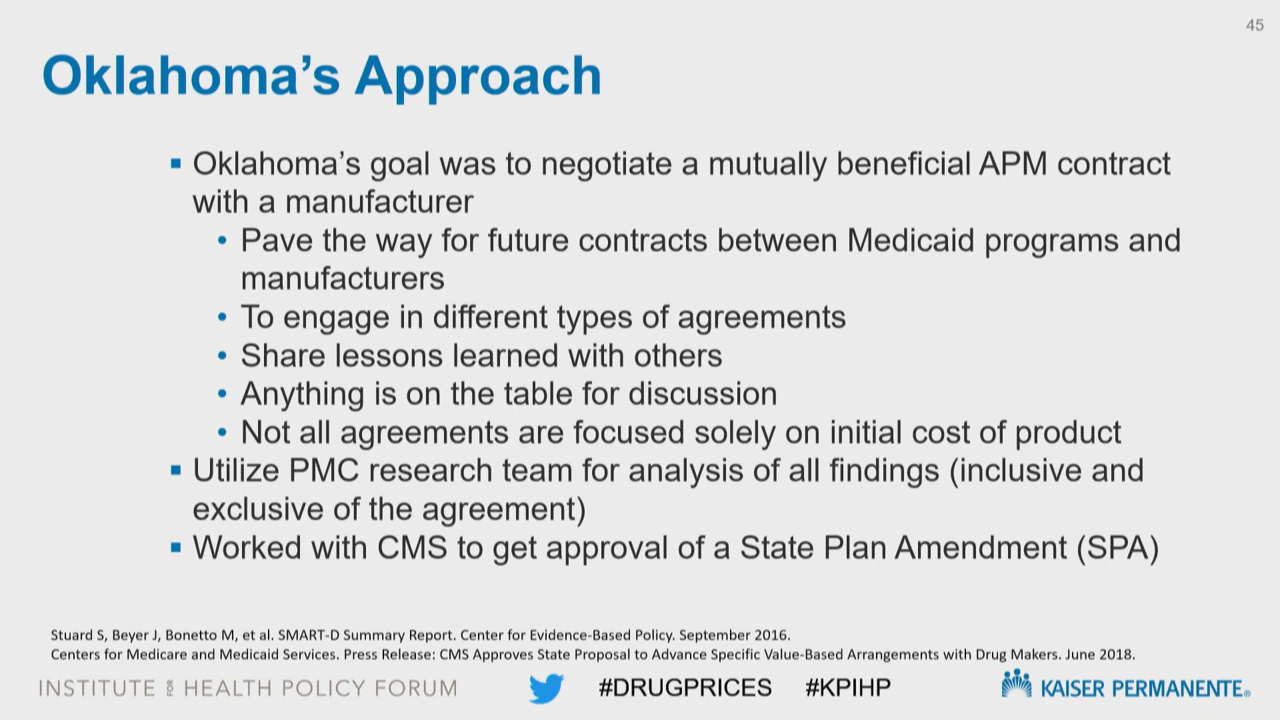 45
Oklahoma’s Approach
▪ Oklahoma’s goal was to negotiate a mutually beneficial APM contract
with a manufacturer
• Pave the way for future contracts between Medicaid programs and
manufacturers
• To engage in different types of agreements
• Share lessons learned with others
• Anything is on the table for discussion
• Not all agreements are focused solely on initial cost of product
▪ Utilize PMC research team for analysis of all findings (inclusive and
exclusive of the agreement)
▪ Worked with CMS to get approval of a State Plan Amendment (SPA)
Stuard S, Beyer J, Bonetto M, et al. SMART-D Summary Report. Center for Evidence-Based Policy. September 2016.
Centers for Medicare and Medicaid Services. Press Release: CMS Approves State Proposal to Advance Specific Value-Based Arrangements with Drug Makers. June 2018.
INSTITUTE FOR HEALTH POLICY FORUM #DRUGPRICES #KPIHP KAISER PERMANENTE®